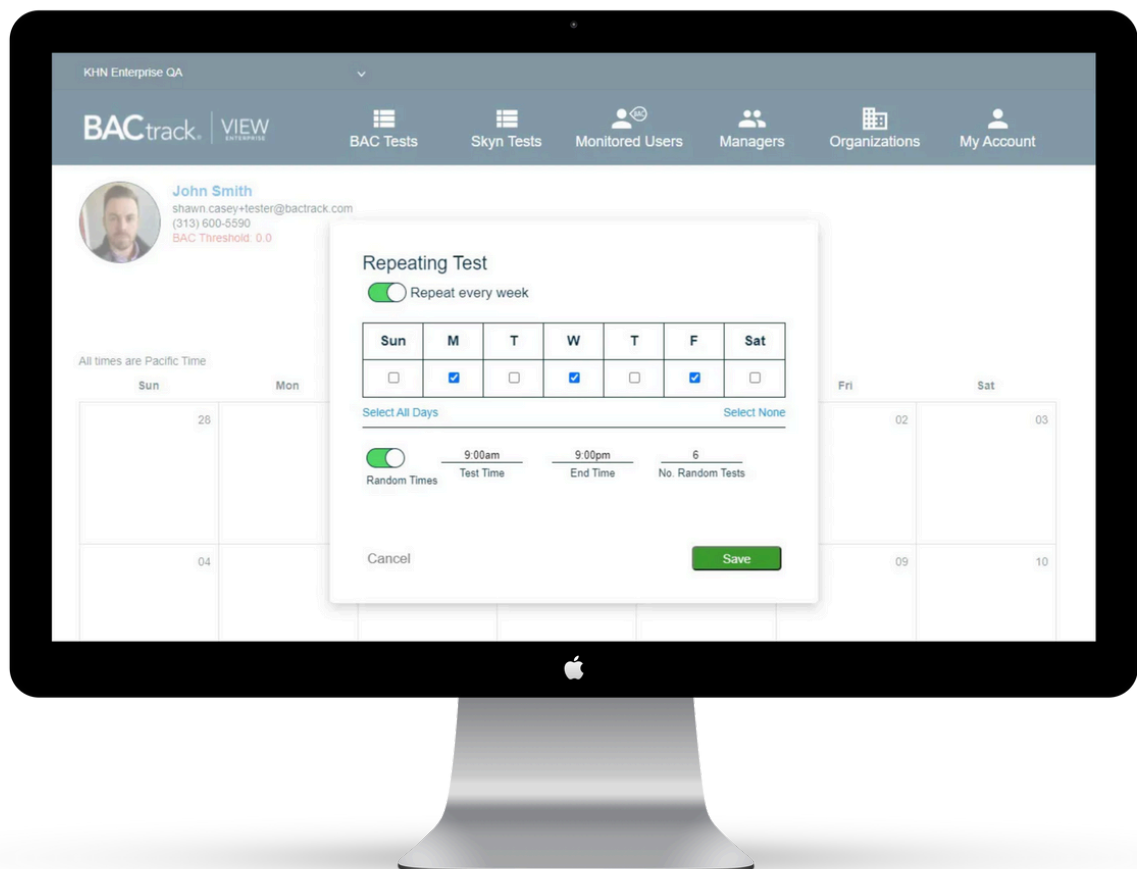 KHN Enterprise QA
BACtrack. VIEW
ENTERPRISE
BAC
BAC Tests Skyn Tests Monitored Users Managers Organizations My Account
John Smith
shawn.casey+tester@bactrack.com
(313) 600-5590
BAC Threshold: 0.0
Repeating Test
Repeat every week
Sun M T W T F Sat
All times are Pacific Time
Sun Mon Fri Sat
Select All Days Select None
28 02 03
9:00am 9:00pm 6
Random Times Test Time End Time No. Random Tests
Cancel Save
04 09 10